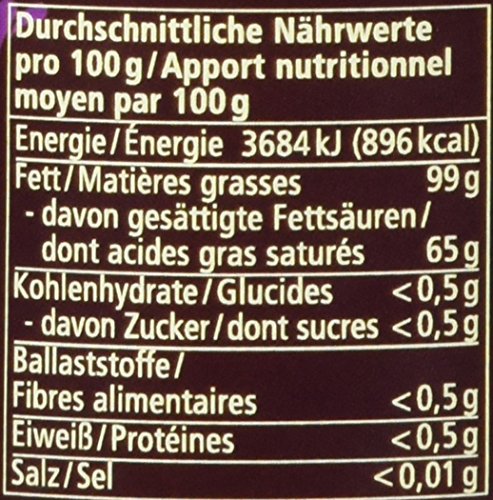 Durchschnittliche Nährwerte
pro 100 g/Apport nutritionnel
moyen par 100 g
Energie/Énergie 3684 kJ (896 kcal)
Fett/Matières grasses 99 g
- davon gesättigte Fettsäuren/
dont acides gras saturés 65 g
Kohlenhydrate/Glucides <0,5 g
- davon Zucker/dont sucres <0,5 g
Ballaststoffe/
Fibres alimentaires <0,5 g
Eiweiß/Protéines <0,5 g
Salz/Sel <0,01 g